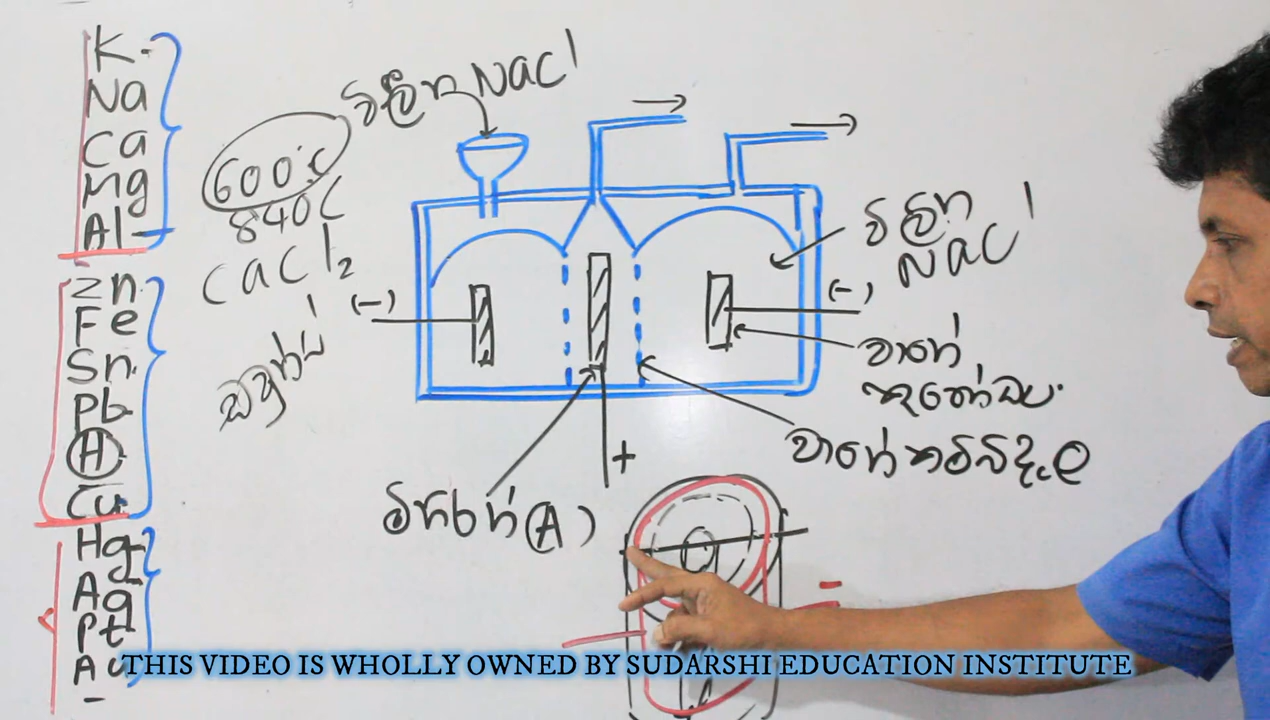 K
Na
Ca
Mg
Al
Zn
Fe
Sn
Pb
H
Cu
Hg
Ag
Pt
Au
600°C
840C
CaCl₂
විලීන NaCl
(-)
(-)
+
විලීන
NaCl
වානේ
කැතෝඩය
වානේ කම්බිදැල
මිනිරන් (A)
-
THIS VIDEO IS WHOLLY OWNED BY SUDARSHI EDUCATION INSTITUTE